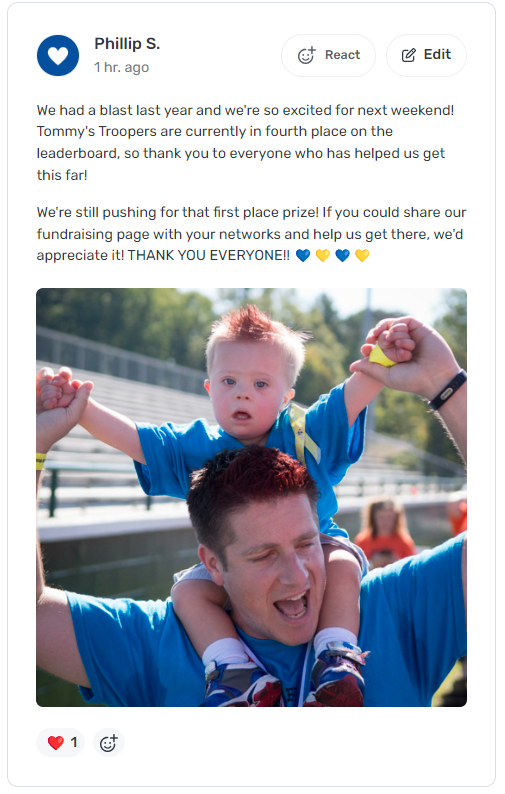 Phillip S.
1 hr. ago
React
Edit
We had a blast last year and we're so excited for next weekend!
Tommy's Troopers are currently in fourth place on the
leaderboard, so thank you to everyone who has helped us get
this far!
We're still pushing for that first place prize! If you could share our
fundraising page with your networks and help us get there, we'd
appreciate it! THANK YOU EVERYONE!! 💙 💛 💙 💛
1